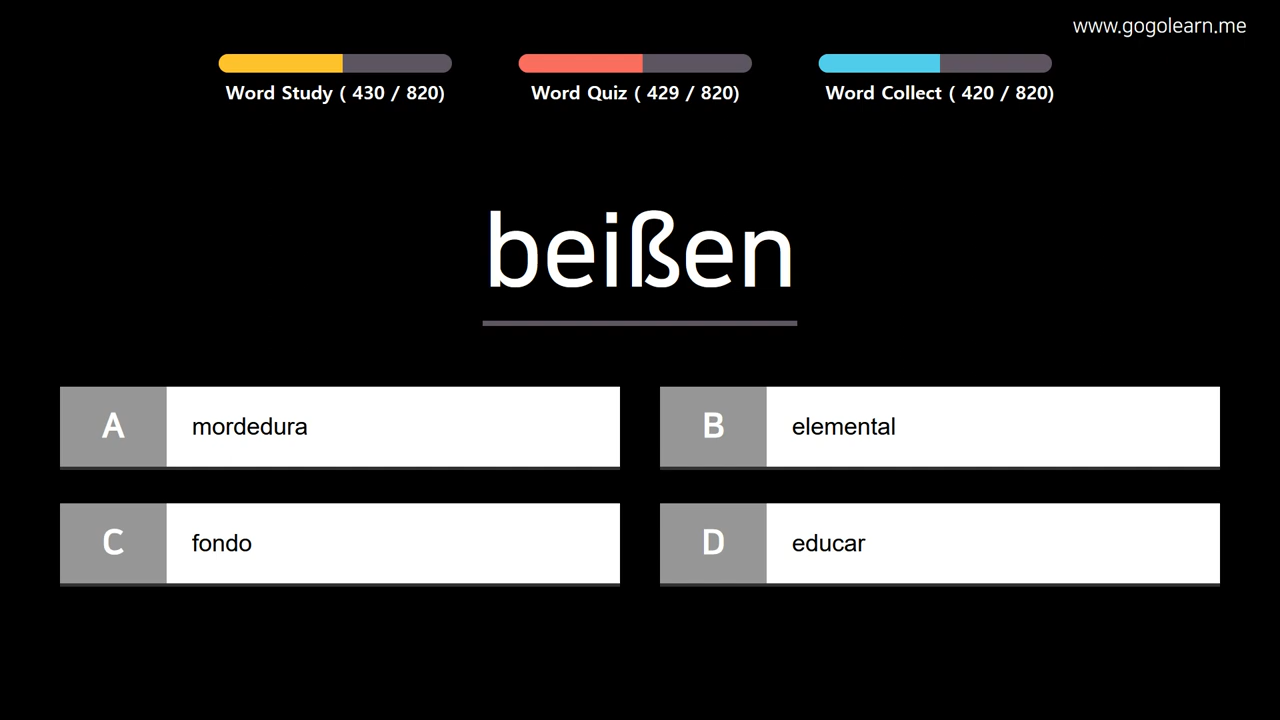 www.gogolearn.me
Word Study ( 430 / 820)
Word Quiz ( 429 / 820)
Word Collect ( 420 / 820)
beißen
A mordedura
B elemental
C fondo
D educar